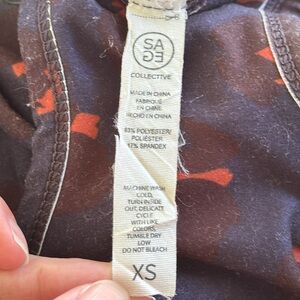 SA
GE
COLLECTIVE
MADE IN CHINA
FABRIQUÉ
EN CHINE
HECHO EN CHINA
83% POLYESTER/
POLIÉSTER
17% SPANDEX
MACHINE WASH
COLD,
TURN INSIDE
OUT, DELICATE
CYCLE
WITH LIKE
COLORS,
TUMBLE DRY
LOW
DO NOT BLEACH
XS